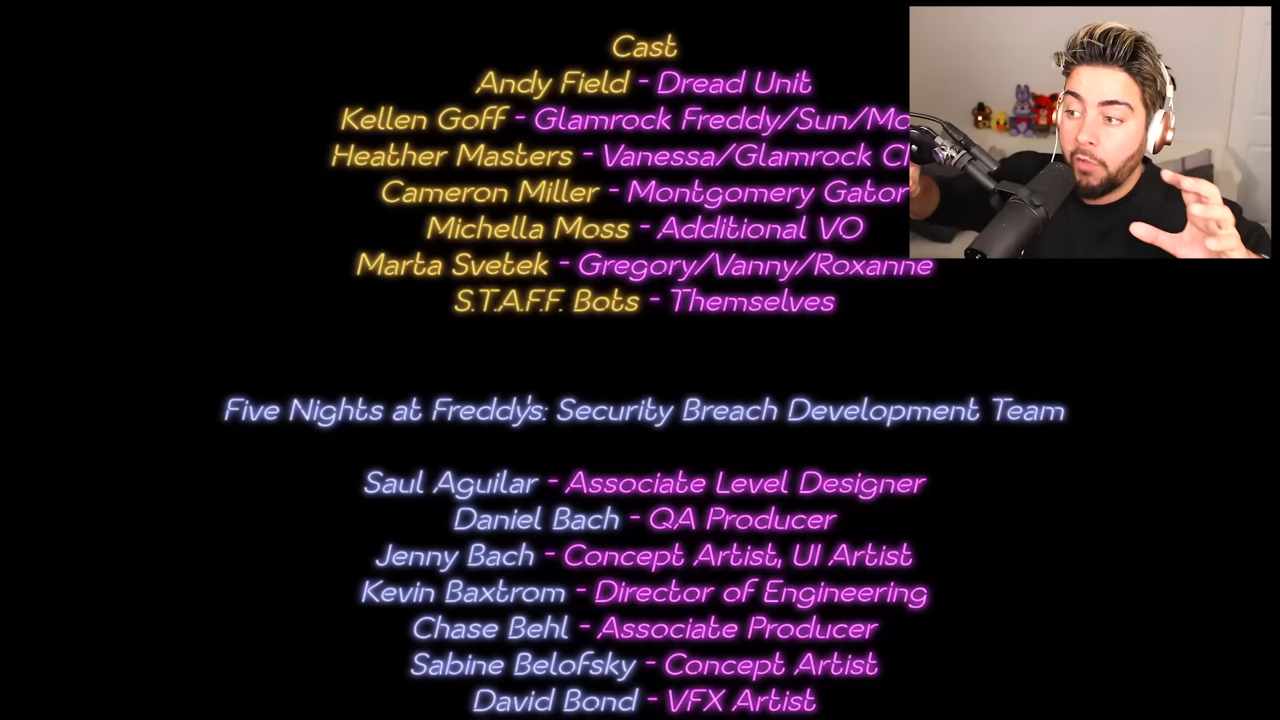 Cast
Andy Field - Dread Unit
Kellen Goff - Glamrock Freddy/Sun/Mo
Heather Masters - Vanessa/Glamrock C
Cameron Miller - Montgomery Gator
Michella Moss - Additional VO
Marta Svetek - Gregory/Vanny/Roxanne
S.T.A.F.F. Bots - Themselves
Five Nights at Freddy's: Security Breach Development Team
Saul Aguilar - Associate Level Designer
Daniel Bach - QA Producer
Jenny Bach - Concept Artist, UI Artist
Kevin Baxtrom - Director of Engineering
Chase Behl - Associate Producer
Sabine Belofsky - Concept Artist
David Bond - VFX Artist